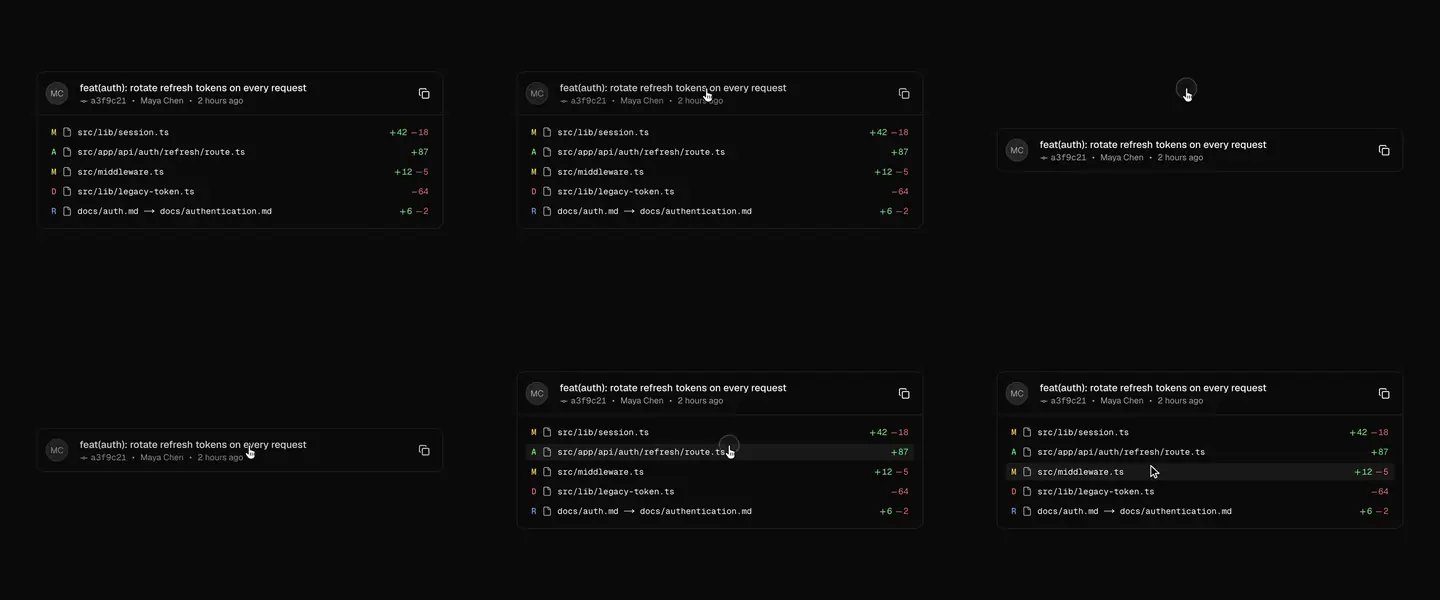 MC feat(auth): rotate refresh tokens on every request
a3f9c21 • Maya Chen • 2 hours ago
M src/lib/session.ts +42 −18
A src/app/api/auth/refresh/route.ts +87
M src/middleware.ts +12 −5
D src/lib/legacy-token.ts −64
R docs/auth.md → docs/authentication.md +6 −2
MC feat(auth): rotate refresh tokens on every request
a3f9c21 • Maya Chen • 2 hours ago
M src/lib/session.ts +42 −18
A src/app/api/auth/refresh/route.ts +87
M src/middleware.ts +12 −5
D src/lib/legacy-token.ts −64
R docs/auth.md → docs/authentication.md +6 −2
MC feat(auth): rotate refresh tokens on every request
a3f9c21 • Maya Chen • 2 hours ago
MC feat(auth): rotate refresh tokens on every request
a3f9c21 • Maya Chen • 2 hours ago
MC feat(auth): rotate refresh tokens on every request
a3f9c21 • Maya Chen • 2 hours ago
M src/lib/session.ts +42 −18
A src/app/api/auth/refresh/route.ts +87
M src/middleware.ts +12 −5
D src/lib/legacy-token.ts −64
R docs/auth.md → docs/authentication.md +6 −2
MC feat(auth): rotate refresh tokens on every request
a3f9c21 • Maya Chen • 2 hours ago
M src/lib/session.ts +42 −18
A src/app/api/auth/refresh/route.ts +87
M src/middleware.ts +12 −5
D src/lib/legacy-token.ts −64
R docs/auth.md → docs/authentication.md +6 −2